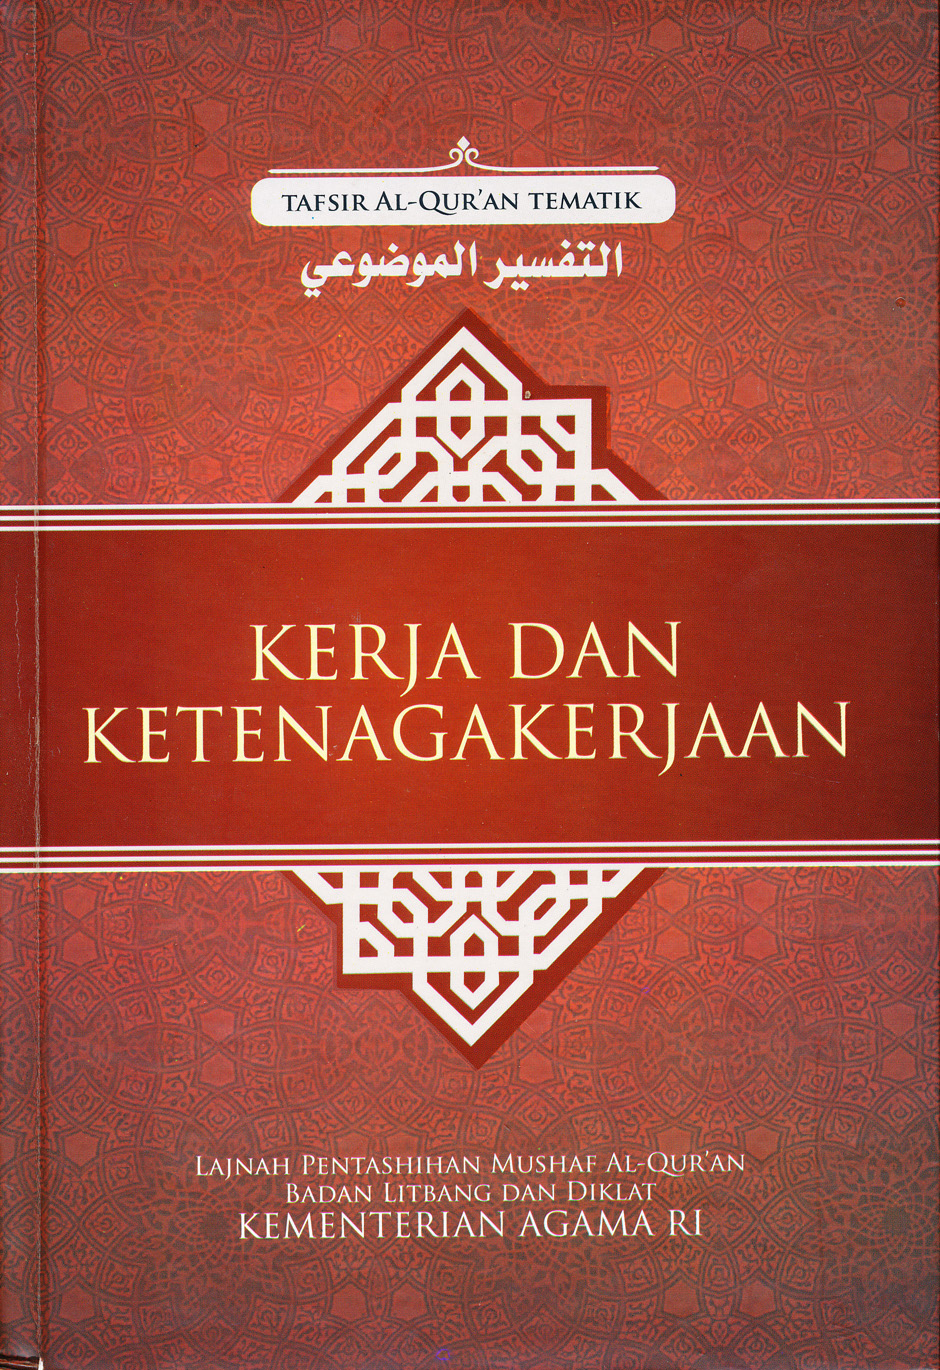 TAFSIR AL-QUR'AN TEMATIK
التفسير الموضوعي
KERJA DAN
KETENAGAKERJAAN
LAJNAH PENTASHIHAN MUSHAF AL-QUR'AN
BADAN LITBANG DAN DIKLAT
KEMENTERIAN AGAMA RI